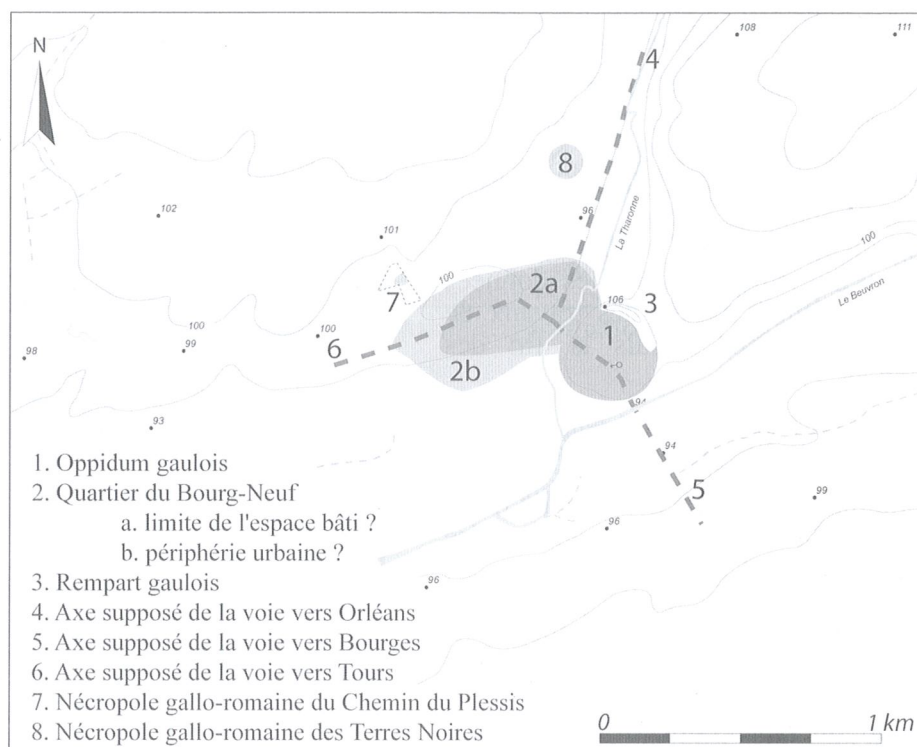 N
108
111
4
8
102
96
101
La Tharonne
100
Le Beuvron
100
7
2a
106
3
1
100
100
99
98
6
2b
94
93
94
5
99
96
96
1. Oppidum gaulois
2. Quartier du Bourg-Neuf
a. limite de l'espace bâti ?
b. périphérie urbaine ?
3. Rempart gaulois
4. Axe supposé de la voie vers Orléans
5. Axe supposé de la voie vers Bourges
6. Axe supposé de la voie vers Tours
7. Nécropole gallo-romaine du Chemin du Plessis
8. Nécropole gallo-romaine des Terres Noires
0 1 km